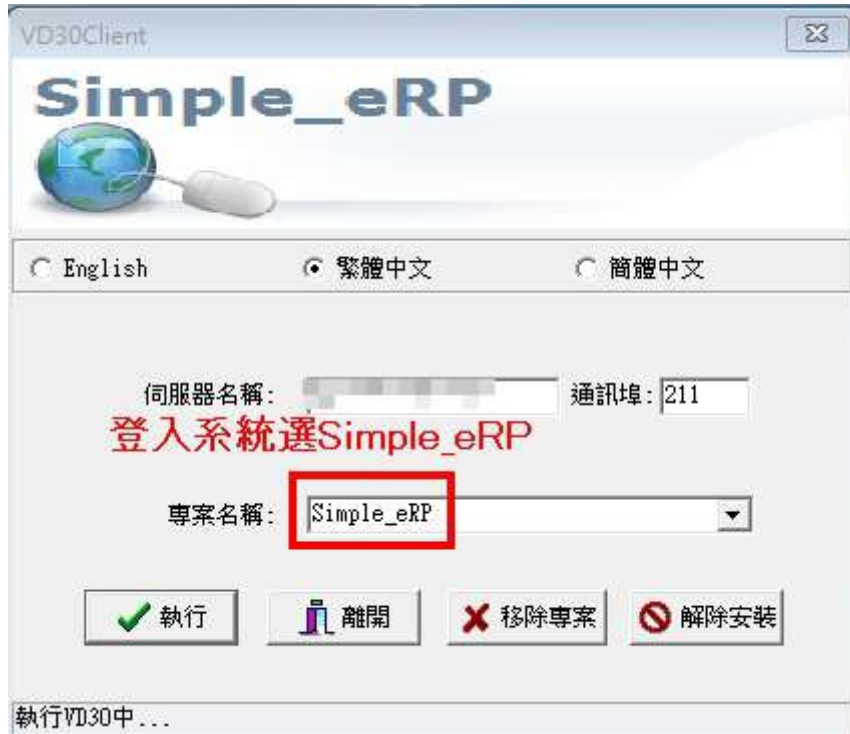 VD30Client
Simple_eRP
English 繁體中文 簡體中文
伺服器名稱: 通訊埠: 211
登入系統選Simple_eRP
專案名稱: Simple_eRP
執行 離開 移除專案 解除安裝
執行VD30中...